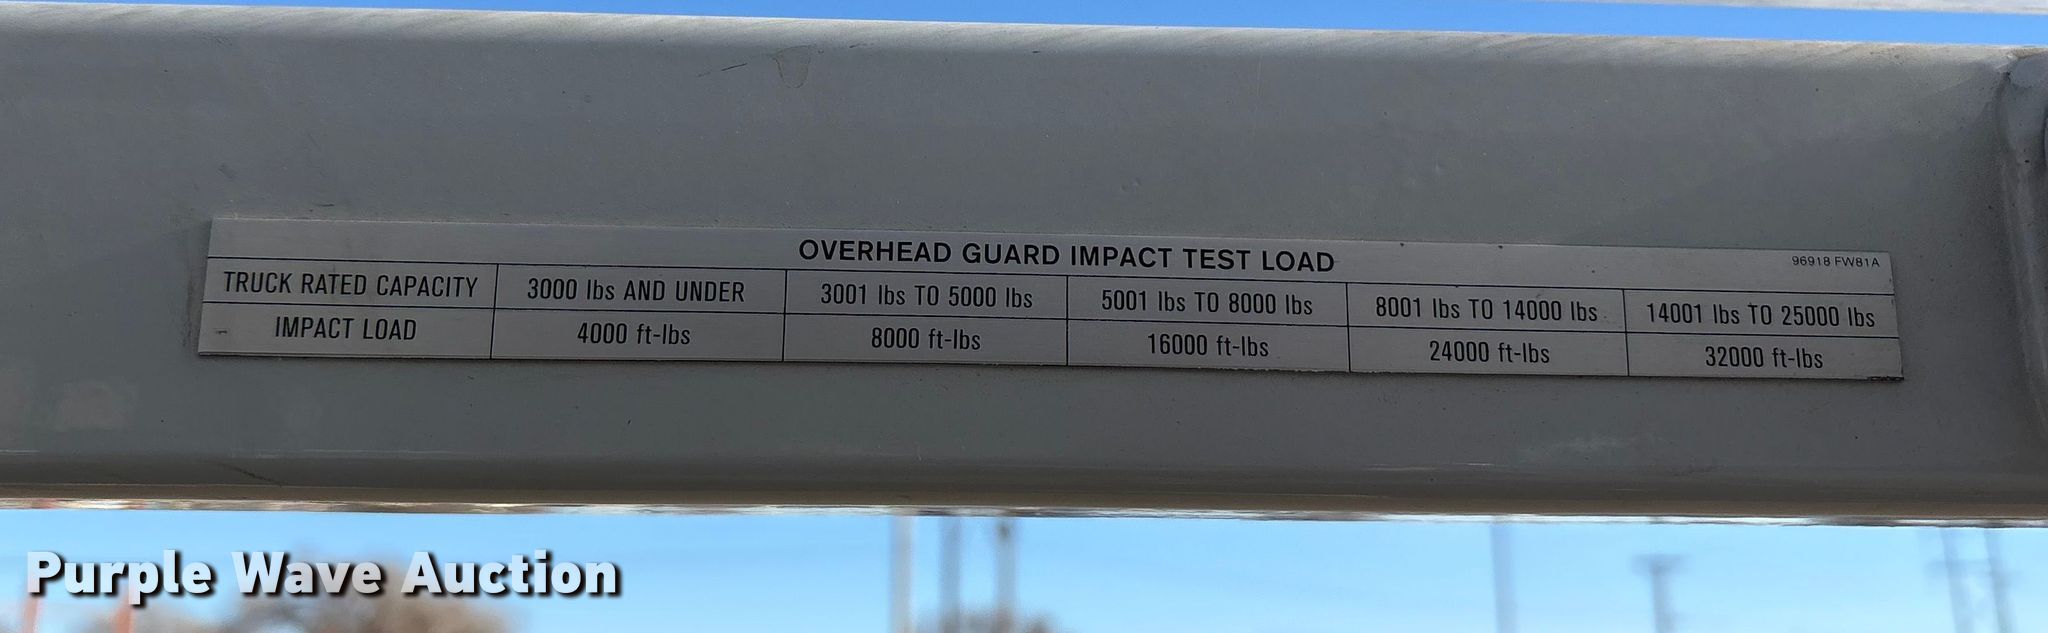 OVERHEAD GUARD IMPACT TEST LOAD 96918 FW81A
TRUCK RATED CAPACITY 3000 lbs AND UNDER 3001 lbs TO 5000 lbs 5001 lbs TO 8000 lbs 8001 lbs TO 14000 lbs 14001 lbs TO 25000 lbs
IMPACT LOAD 4000 ft-lbs 8000 ft-lbs 16000 ft-lbs 24000 ft-lbs 32000 ft-lbs
Purple Wave Auction